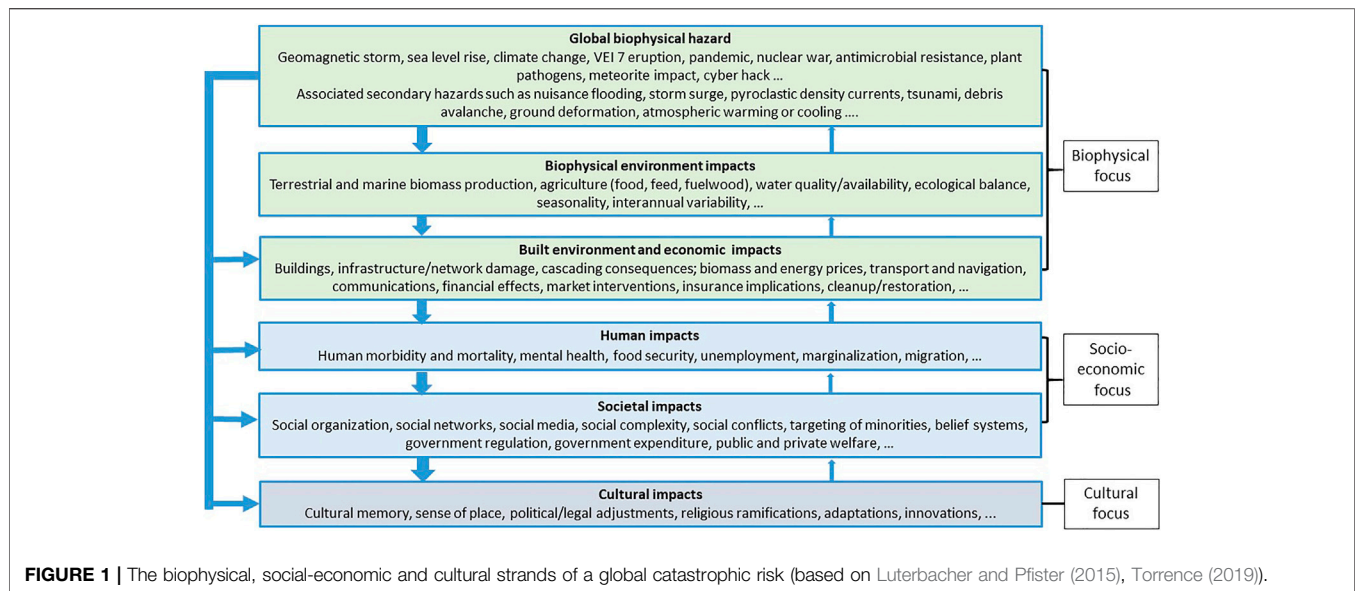 Global biophysical hazard
Geomagnetic storm, sea level rise, climate change, VEI 7 eruption, pandemic, nuclear war, antimicrobial resistance, plant
pathogens, meteorite impact, cyber hack ...
Associated secondary hazards such as nuisance flooding, storm surge, pyroclastic density currents, tsunami, debris
avalanche, ground deformation, atmospheric warming or cooling ....
Biophysical environment impacts
Terrestrial and marine biomass production, agriculture (food, feed, fuelwood), water quality/availability, ecological balance,
seasonality, interannual variability, ...
Biophysical
focus
Built environment and economic impacts
Buildings, infrastructure/network damage, cascading consequences; biomass and energy prices, transport and navigation,
communications, financial effects, market interventions, insurance implications, cleanup/restoration, ...
Human impacts
Human morbidity and mortality, mental health, food security, unemployment, marginalization, migration, ...
Societal impacts
Social organization, social networks, social media, social complexity, social conflicts, targeting of minorities, belief systems,
government regulation, government expenditure, public and private welfare, ...
Socio-
economic
focus
Cultural impacts
Cultural memory, sense of place, political/legal adjustments, religious ramifications, adaptations, innovations, ...
Cultural
focus
FIGURE 1 | The biophysical, social-economic and cultural strands of a global catastrophic risk (based on Luterbacher and Pfister (2015), Torrence (2019)).